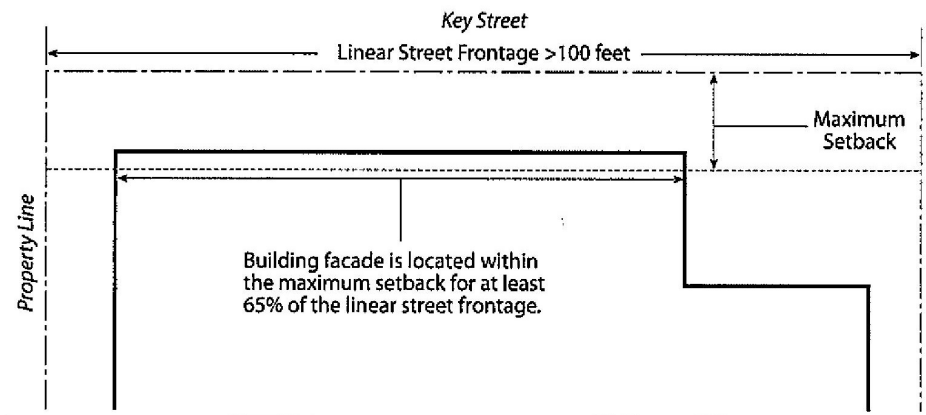 Key Street
Linear Street Frontage >100 feet
Maximum
Setback
Property Line
Building facade is located within
the maximum setback for at least
65% of the linear street frontage.